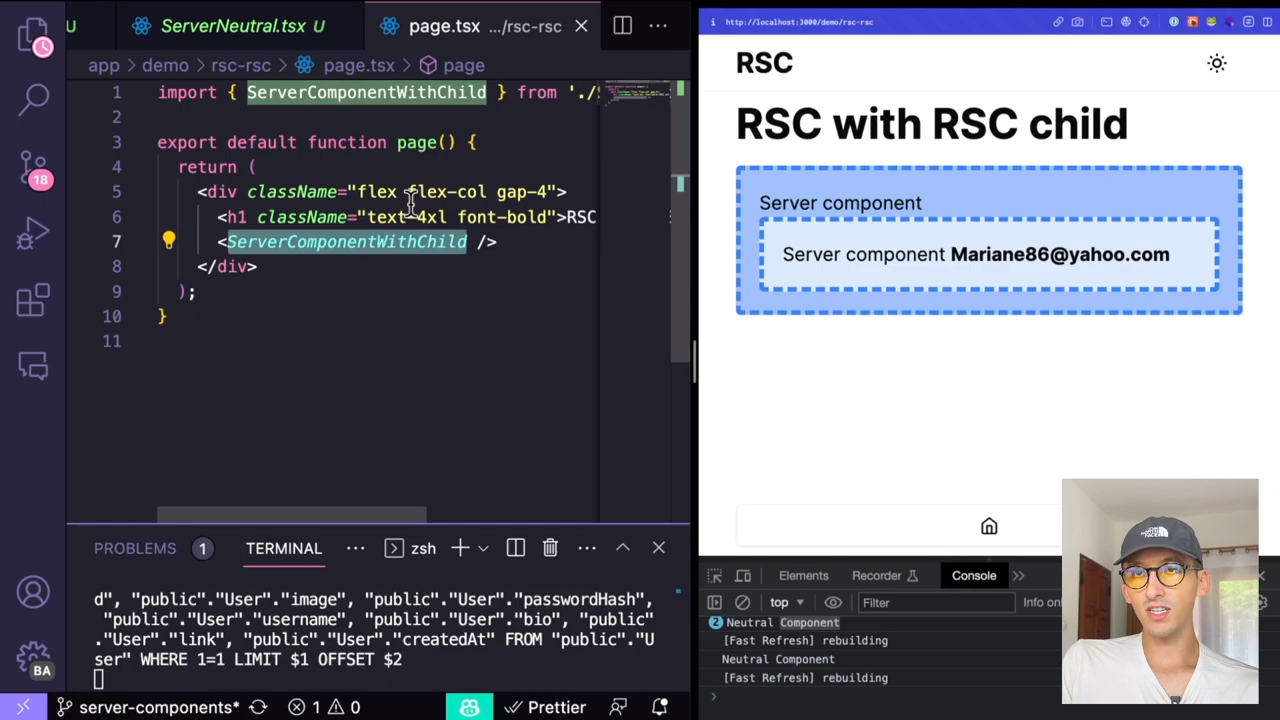 U
ServerNeutral.tsx U
page.tsx .../rsc-rsc
app > demo > rsc-rsc > page.tsx > page
1 import { ServerComponentWithChild } from './
2
3 export default function page() {
4 return (
5 <div className="flex flex-col gap-4">
6 <h1 className="text-4xl font-bold">RSC
7 <ServerComponentWithChild />
8 </div>
9 );
10 }
11
18
BA
PROBLEMS 1 TERMINAL ... zsh
d", "public"."User"."image", "public"."User"."passwordHash",
"public"."User"."username", "public"."User"."bio", "public"
."User"."link", "public"."User"."createdAt" FROM "public"."U
ser" WHERE 1=1 LIMIT $1 OFFSET $2
server-components* 1 0 Prettier
http://localhost:3000/demo/rsc-rsc
RSC
RSC with RSC child
Server component
Server component Mariane86@yahoo.com
Elements Recorder Console
top Filter Info on
2 Neutral Component
[Fast Refresh] rebuilding
Neutral Component
[Fast Refresh] rebuilding